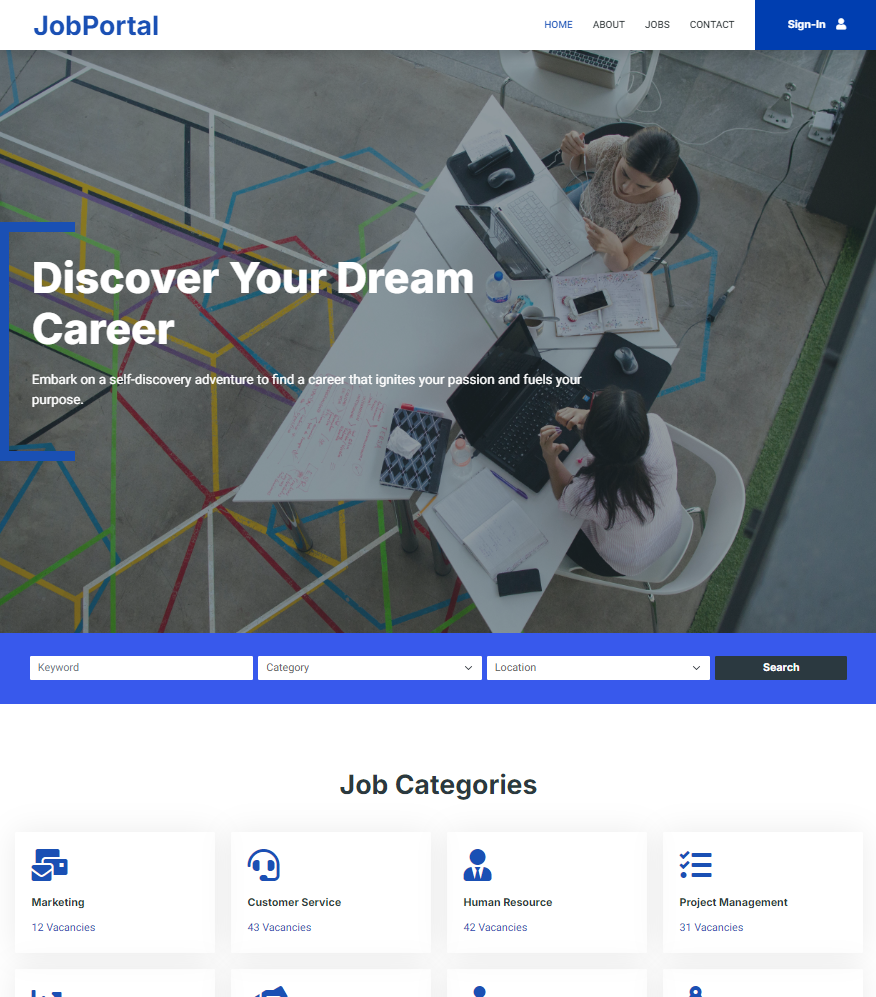 JobPortal
HOME
ABOUT
JOBS
CONTACT
Sign-In
Discover Your Dream
Career
Embark on a self-discovery adventure to find a career that ignites your passion and fuels your
purpose.
Keyword
Category
Location
Search
Job Categories
Marketing
12 Vacancies
Customer Service
43 Vacancies
Human Resource
42 Vacancies
Project Management
31 Vacancies